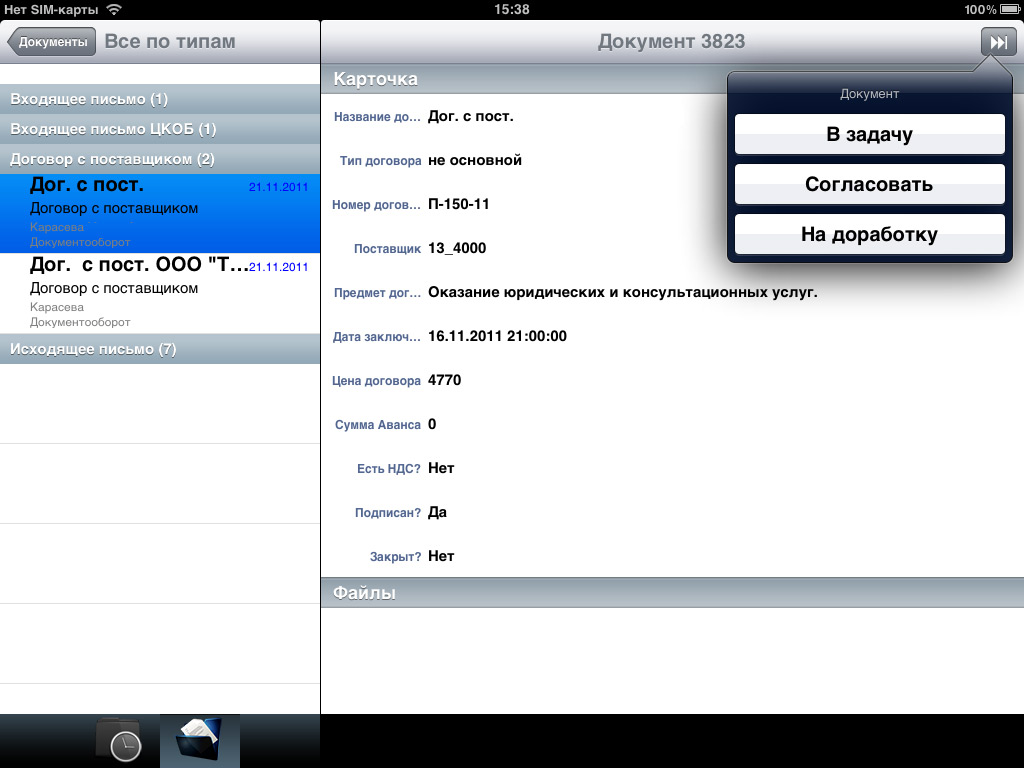 Нет SIM-карты
15:38
100%
Документы
Все по типам
Входящее письмо (1)
Входящее письмо ЦКОБ (1)
Договор с поставщиком (2)
Дог. с пост.
21.11.2011
Договор с поставщиком
Карасева
Документооборот
Дог.  с пост. ООО "Т...
21.11.2011
Договор с поставщиком
Карасева
Документооборот
Исходящее письмо (7)
Документ 3823
Карточка
Название до... Дог. с пост.
Тип договора не основной
Номер догов... П-150-11
Поставщик 13_4000
Предмет дог... Оказание юридических и консультационных услуг.
Дата заключ... 16.11.2011 21:00:00
Цена договора 4770
Сумма Аванса 0
Есть НДС? Нет
Подписан? Да
Закрыт? Нет
Файлы
Документ
В задачу
Согласовать
На доработку